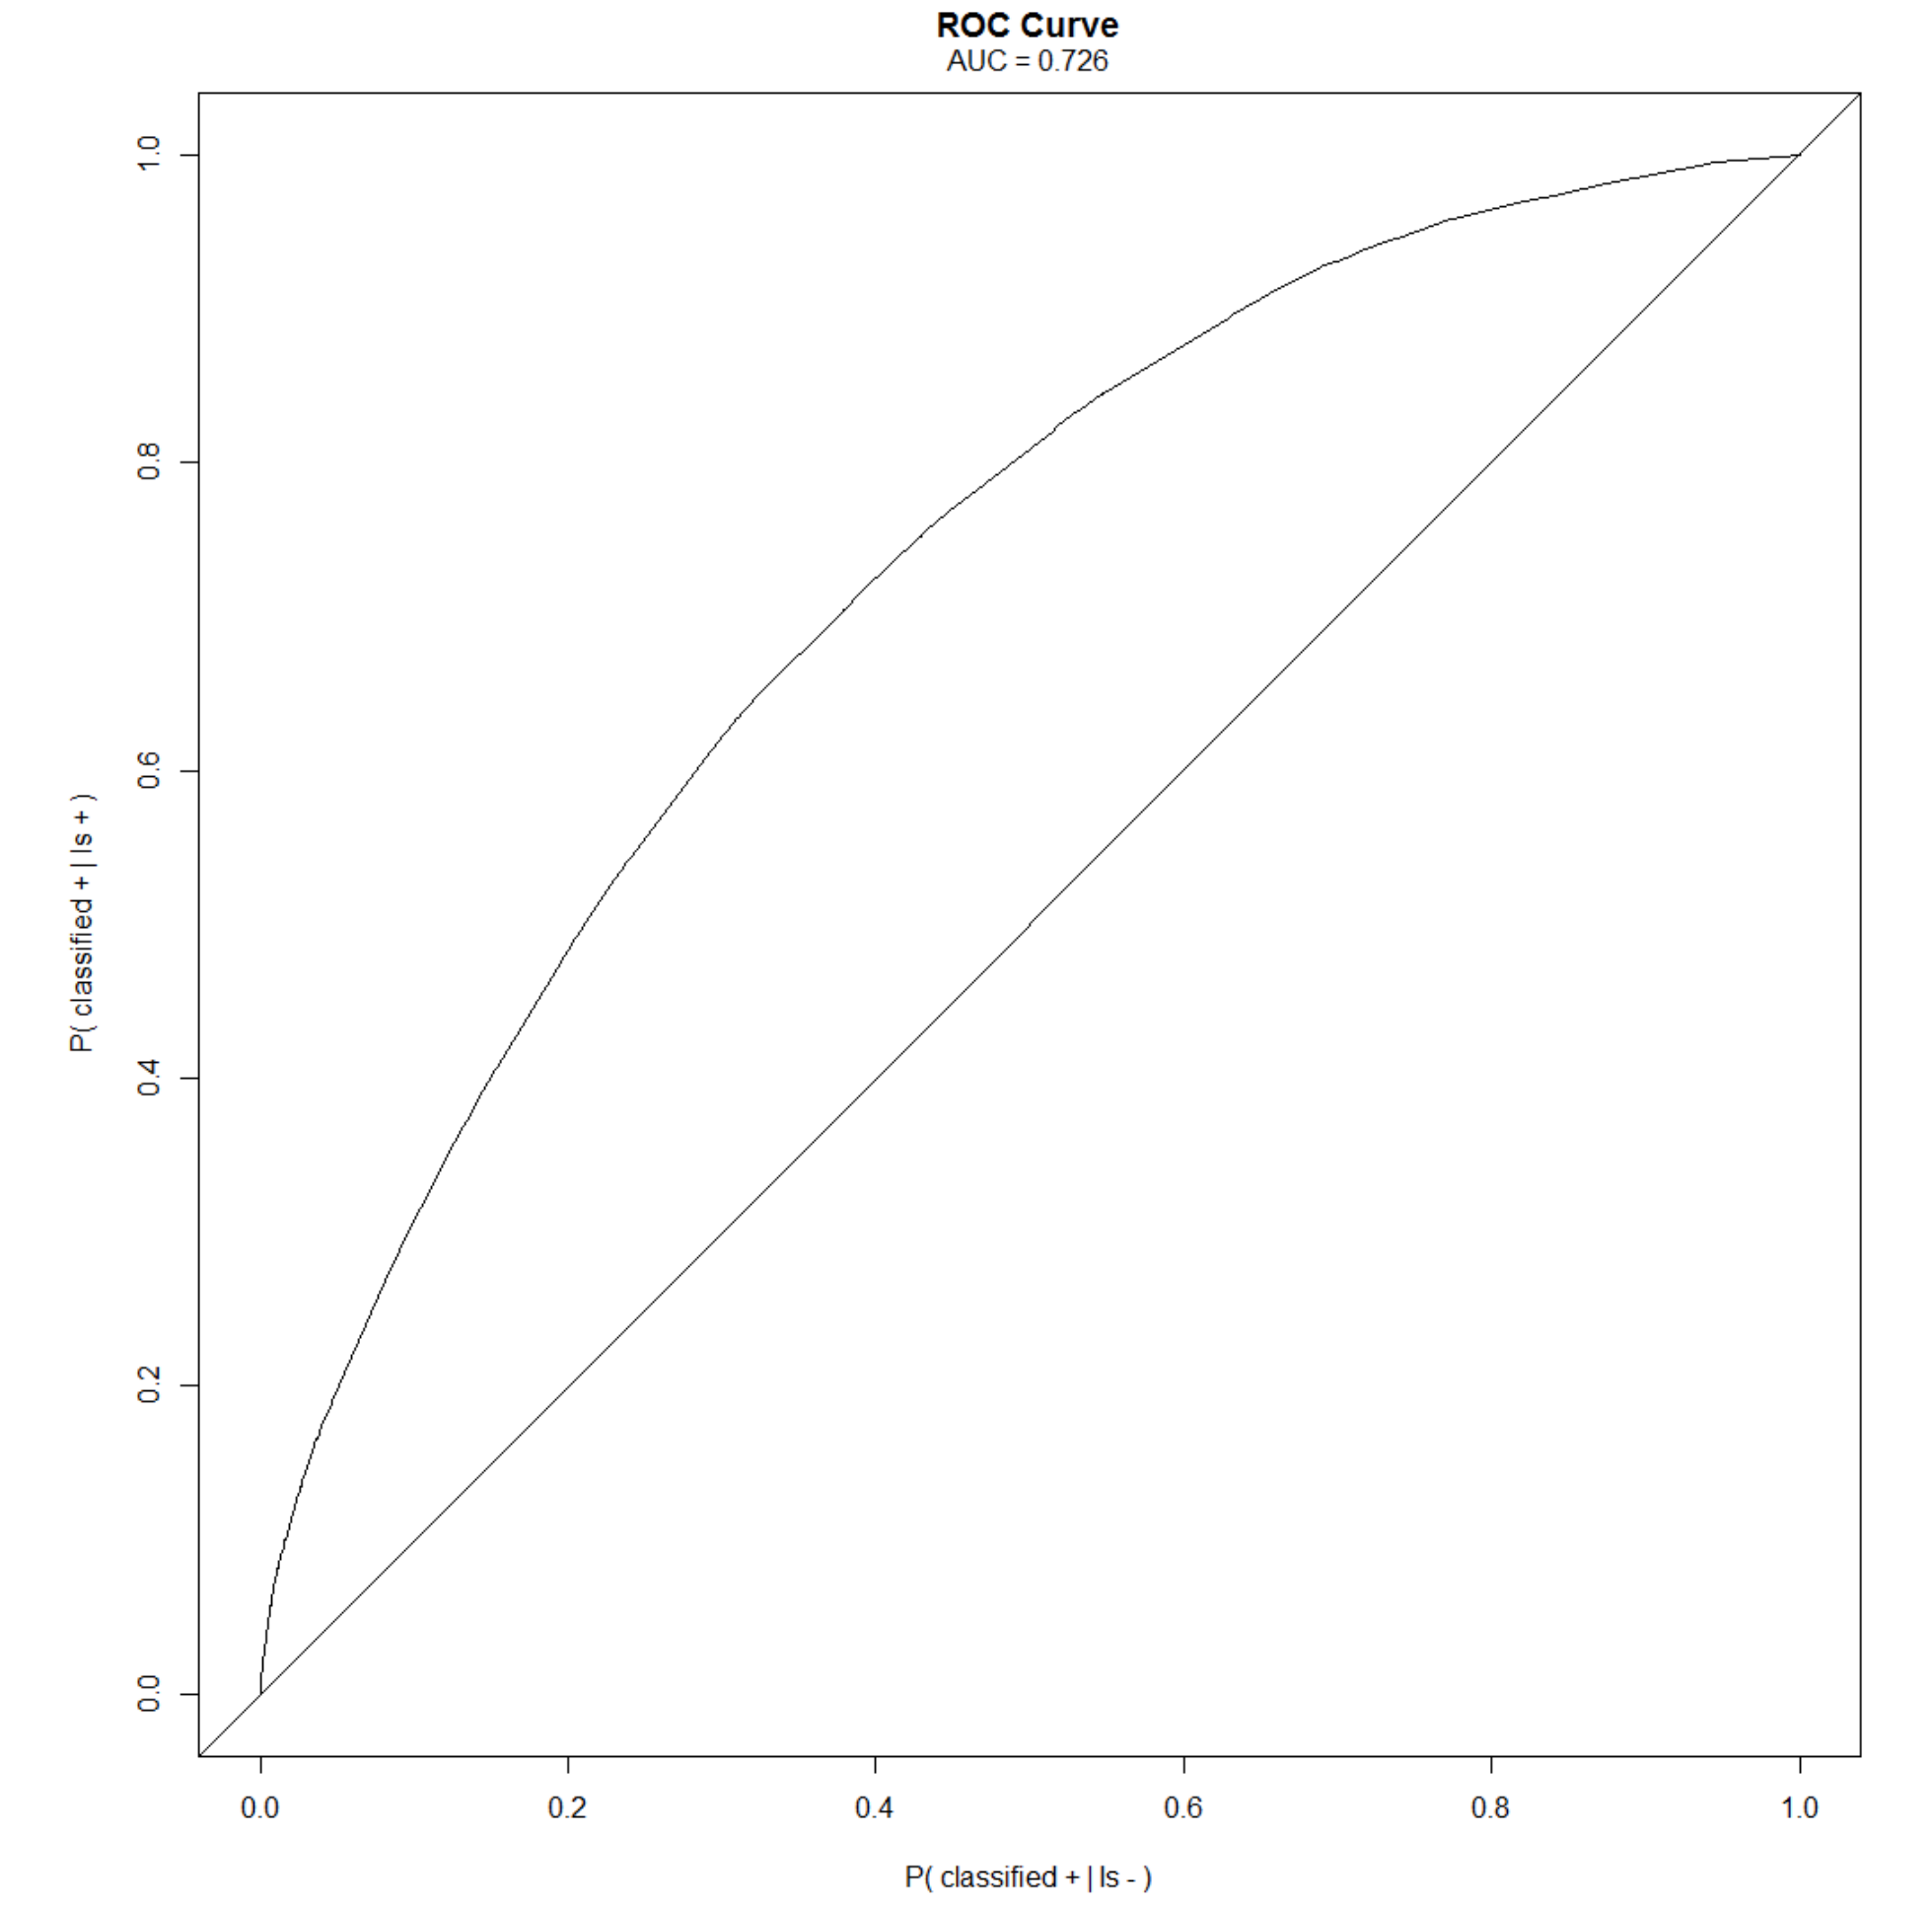 ROC Curve
AUC = 0.726
P( classified + | Is + )
1.0
0.8
0.6
0.4
0.2
0.0
0.0 0.2 0.4 0.6 0.8 1.0
P( classified + | Is - )